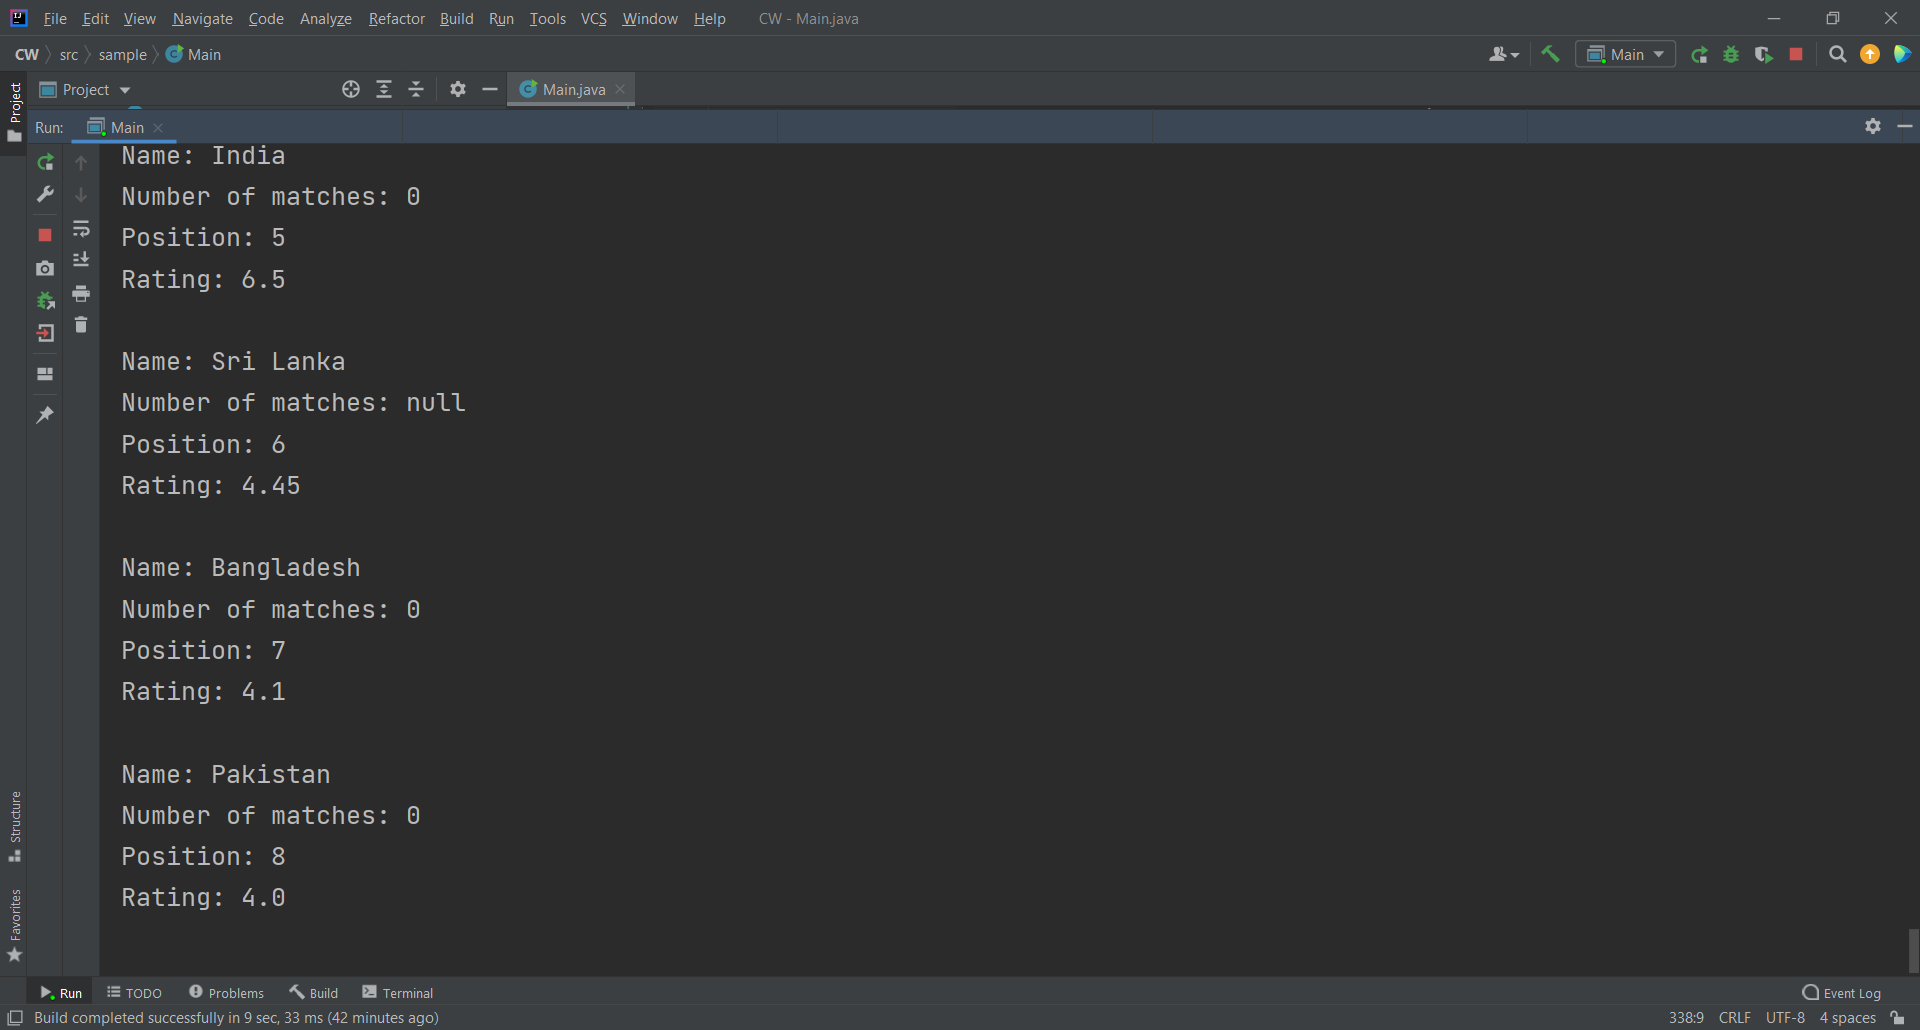 File Edit View Navigate Code Analyze Refactor Build Run Tools VCS Window Help CW - Main.java
CW src sample Main
Main
Project
Main.java
Project
Run: Main
Name: India
Number of matches: 0
Position: 5
Rating: 6.5
Name: Sri Lanka
Number of matches: null
Position: 6
Rating: 4.45
Name: Bangladesh
Number of matches: 0
Position: 7
Rating: 4.1
Name: Pakistan
Number of matches: 0
Position: 8
Rating: 4.0
Structure
Favorites
Run TODO Problems Build Terminal Event Log
Build completed successfully in 9 sec, 33 ms (42 minutes ago) 338:9 CRLF UTF-8 4 spaces